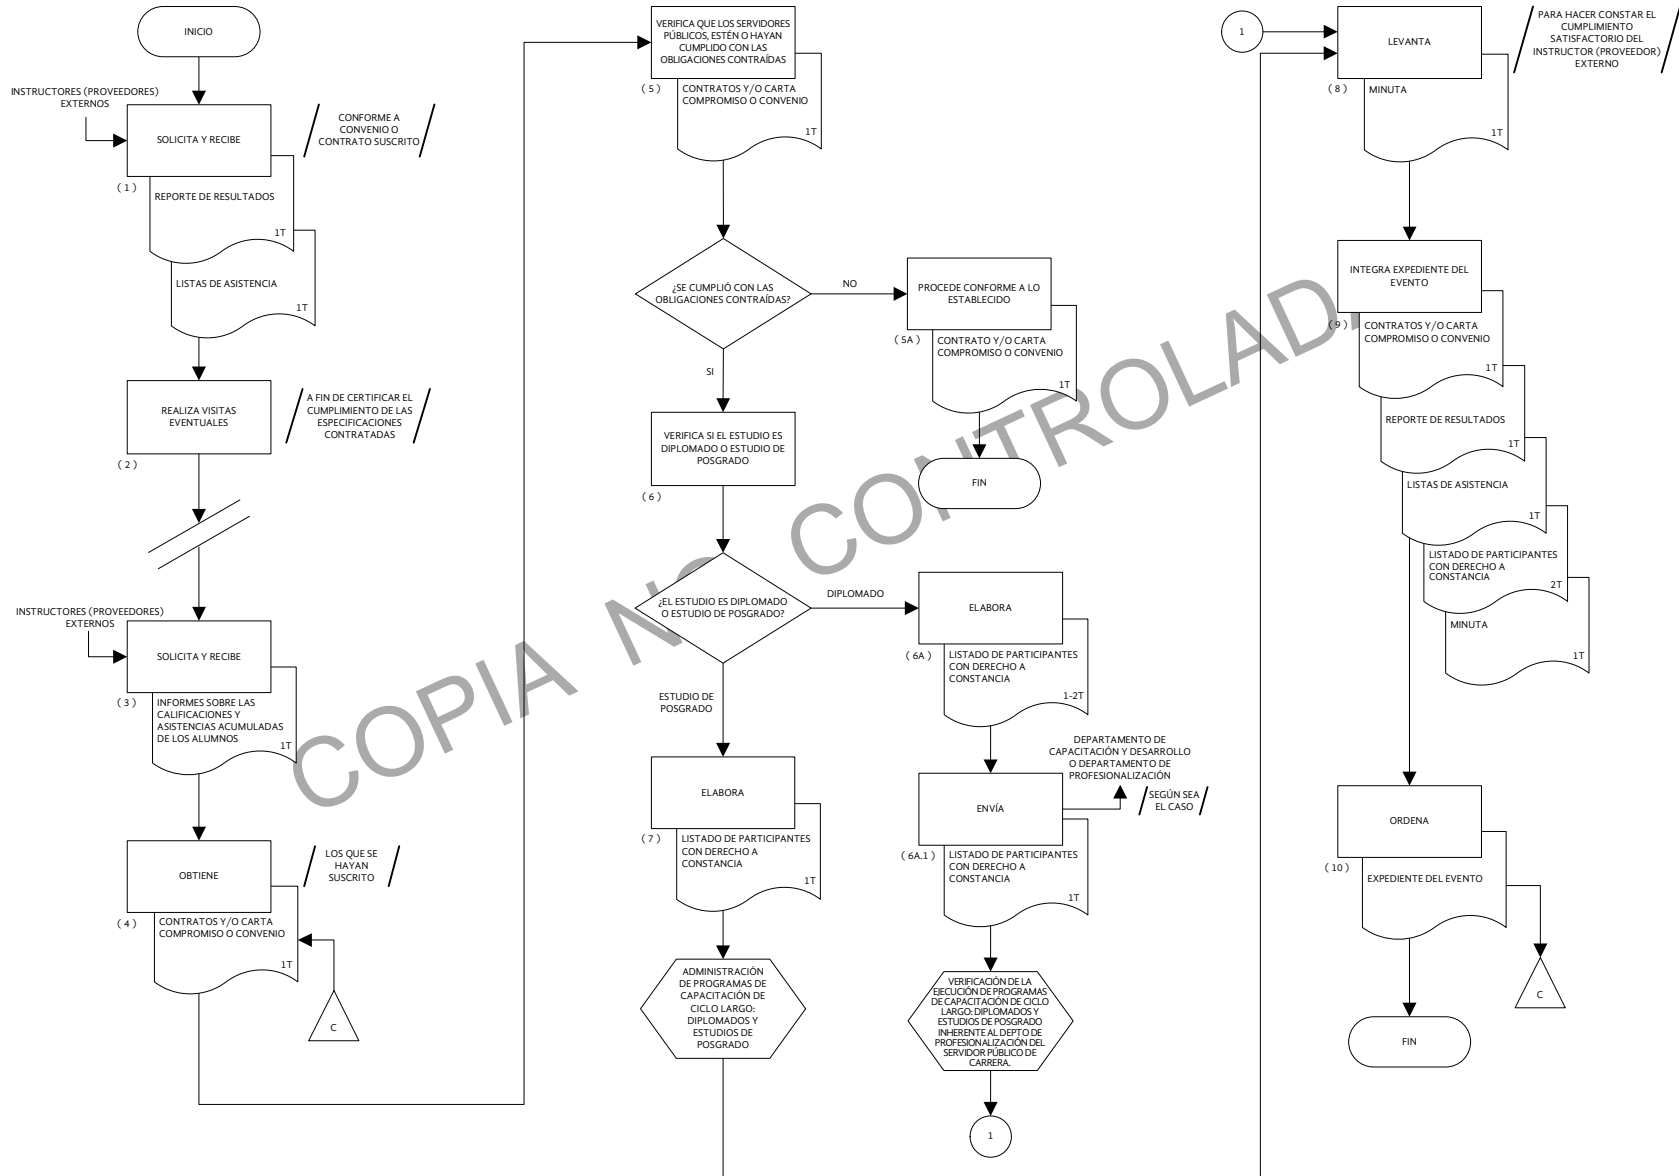 INICIO
INSTRUCTORES (PROVEEDORES)
EXTERNOS
SOLICITA Y RECIBE
CONFORME A
CONVENIO O
CONTRATO SUSCRITO
( 1 )
REPORTE DE RESULTADOS
1T
LISTAS DE ASISTENCIA
1T
REALIZA VISITAS
EVENTUALES
A FIN DE CERTIFICAR EL
CUMPLIMIENTO DE LAS
ESPECIFICACIONES
CONTRATADAS
( 2 )
INSTRUCTORES (PROVEEDORES)
EXTERNOS
SOLICITA Y RECIBE
( 3 )
INFORMES SOBRE LAS
CALIFICACIONES Y
ASISTENCIAS ACUMULADAS
DE LOS ALUMNOS
1T
OBTIENE
LOS QUE SE
HAYAN
SUSCRITO
( 4 )
CONTRATOS Y/O CARTA
COMPROMISO O CONVENIO
1T
C
VERIFICA QUE LOS SERVIDORES
PÚBLICOS, ESTÉN O HAYAN
CUMPLIDO CON LAS
OBLIGACIONES CONTRAÍDAS
( 5 )
CONTRATOS Y/O CARTA
COMPROMISO O CONVENIO
1T
¿SE CUMPLIÓ CON LAS
OBLIGACIONES CONTRAÍDAS?
NO
PROCEDE CONFORME A LO
ESTABLECIDO
( 5A )
CONTRATO Y/O CARTA
COMPROMISO O CONVENIO
1T
FIN
SI
VERIFICA SI EL ESTUDIO ES
DIPLOMADO O ESTUDIO DE
POSGRADO
( 6 )
¿EL ESTUDIO ES DIPLOMADO
O ESTUDIO DE POSGRADO?
DIPLOMADO
ELABORA
( 6A )
LISTADO DE PARTICIPANTES
CON DERECHO A
CONSTANCIA
1-2T
DEPARTAMENTO DE
CAPACITACIÓN Y DESARROLLO
O DEPARTAMENTO DE
PROFESIONALIZACIÓN
SEGÚN SEA
EL CASO
ENVÍA
( 6A.1 )
LISTADO DE PARTICIPANTES
CON DERECHO A
CONSTANCIA
1T
VERIFICACIÓN DE LA
EJECUCIÓN DE PROGRAMAS
DE CAPACITACIÓN DE CICLO
LARGO: DIPLOMADOS Y
ESTUDIOS DE POSGRADO
INHERENTE AL DEPTO DE
PROFESIONALIZACIÓN DEL
SERVIDOR PÚBLICO DE
CARRERA.
1
ESTUDIO DE
POSGRADO
ELABORA
( 7 )
LISTADO DE PARTICIPANTES
CON DERECHO A
CONSTANCIA
1T
ADMINISTRACIÓN
DE PROGRAMAS DE
CAPACITACIÓN DE
CICLO LARGO:
DIPLOMADOS Y
ESTUDIOS DE
POSGRADO
1
LEVANTA
PARA HACER CONSTAR EL
CUMPLIMIENTO
SATISFACTORIO DEL
INSTRUCTOR (PROVEEDOR)
EXTERNO
( 8 )
MINUTA
1T
INTEGRA EXPEDIENTE DEL
EVENTO
( 9 )
CONTRATOS Y/O CARTA
COMPROMISO O CONVENIO
1T
REPORTE DE RESULTADOS
1T
LISTAS DE ASISTENCIA
1T
LISTADO DE PARTICIPANTES
CON DERECHO A
CONSTANCIA
2T
MINUTA
1T
ORDENA
( 10 )
EXPEDIENTE DEL EVENTO
C
FIN
COPIA NO CONTROLADA